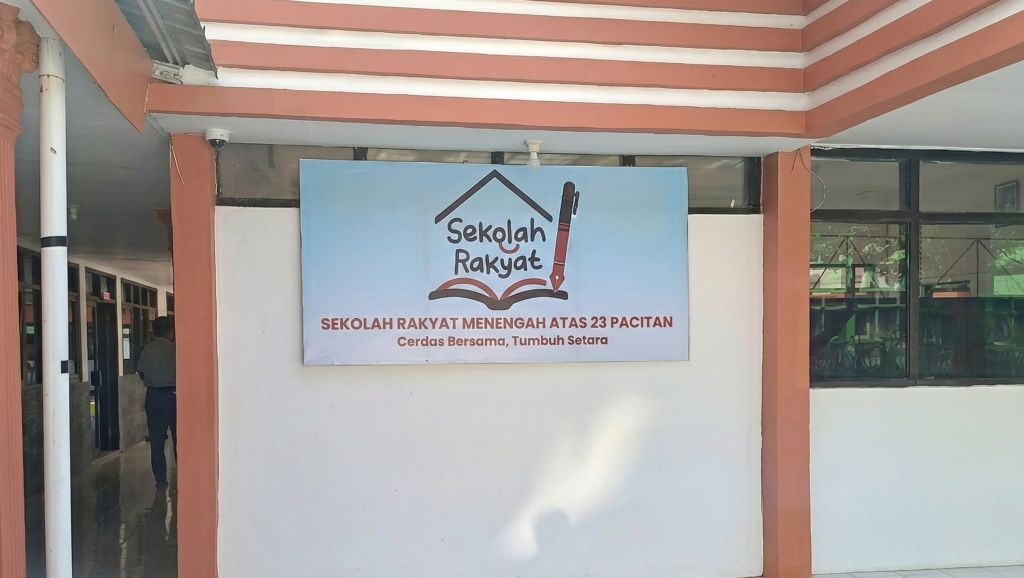 Sekolah
Rakyat
SEKOLAH RAKYAT MENENGAH ATAS 23 PACITAN
Cerdas Bersama, Tumbuh Setara